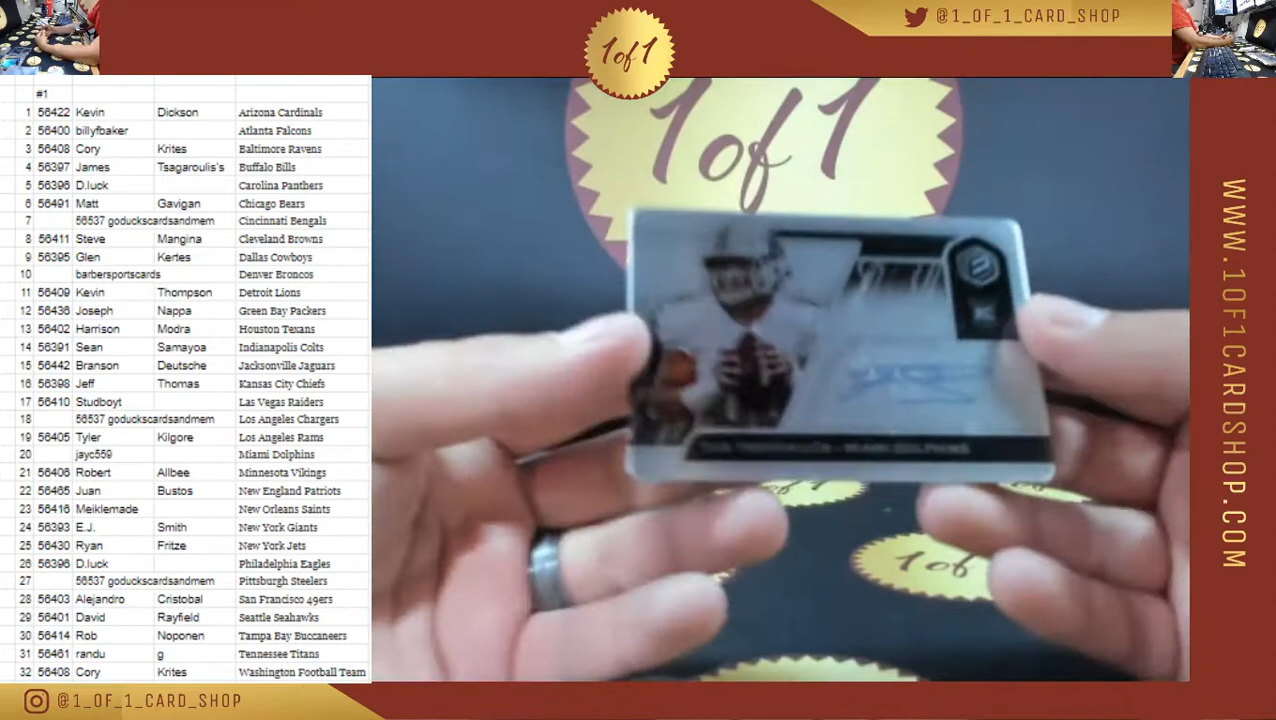 @1_OF_1_CARD_SHOP
1of1
#1
1 56422 Kevin Dickson Arizona Cardinals
2 56400 billyfbaker Atlanta Falcons
3 56408 Cory Krites Baltimore Ravens
4 56397 James Tsagaroulis's Buffalo Bills
5 56396 D.luck Carolina Panthers
6 56491 Matt Gavigan Chicago Bears
7 56537 goduckscardsandmem Cincinnati Bengals
8 56411 Steve Mangina Cleveland Browns
9 56395 Glen Kertes Dallas Cowboys
10 barbersportscards Denver Broncos
11 56409 Kevin Thompson Detroit Lions
12 56436 Joseph Nappa Green Bay Packers
13 56402 Harrison Modra Houston Texans
14 56391 Sean Samayoa Indianapolis Colts
15 56442 Branson Deutsche Jacksonville Jaguars
16 56398 Jeff Thomas Kansas City Chiefs
17 56410 Studboyt Las Vegas Raiders
18 56537 goduckscardsandmem Los Angeles Chargers
19 56405 Tyler Kilgore Los Angeles Rams
20 jayc559 Miami Dolphins
21 56406 Robert Allbee Minnesota Vikings
22 56465 Juan Bustos New England Patriots
23 56416 Meiklemade New Orleans Saints
24 56393 E.J. Smith New York Giants
25 56430 Ryan Fritze New York Jets
26 56396 D.luck Philadelphia Eagles
27 56537 goduckscardsandmem Pittsburgh Steelers
28 56403 Alejandro Cristobal San Francisco 49ers
29 56401 David Rayfield Seattle Seahawks
30 56414 Rob Noponen Tampa Bay Buccaneers
31 56461 randu g Tennessee Titans
32 56408 Cory Krites Washington Football Team
1of1
1 of
WWW.1OF1CARDSHOP.COM
@1_OF_1_CARD_SHOP